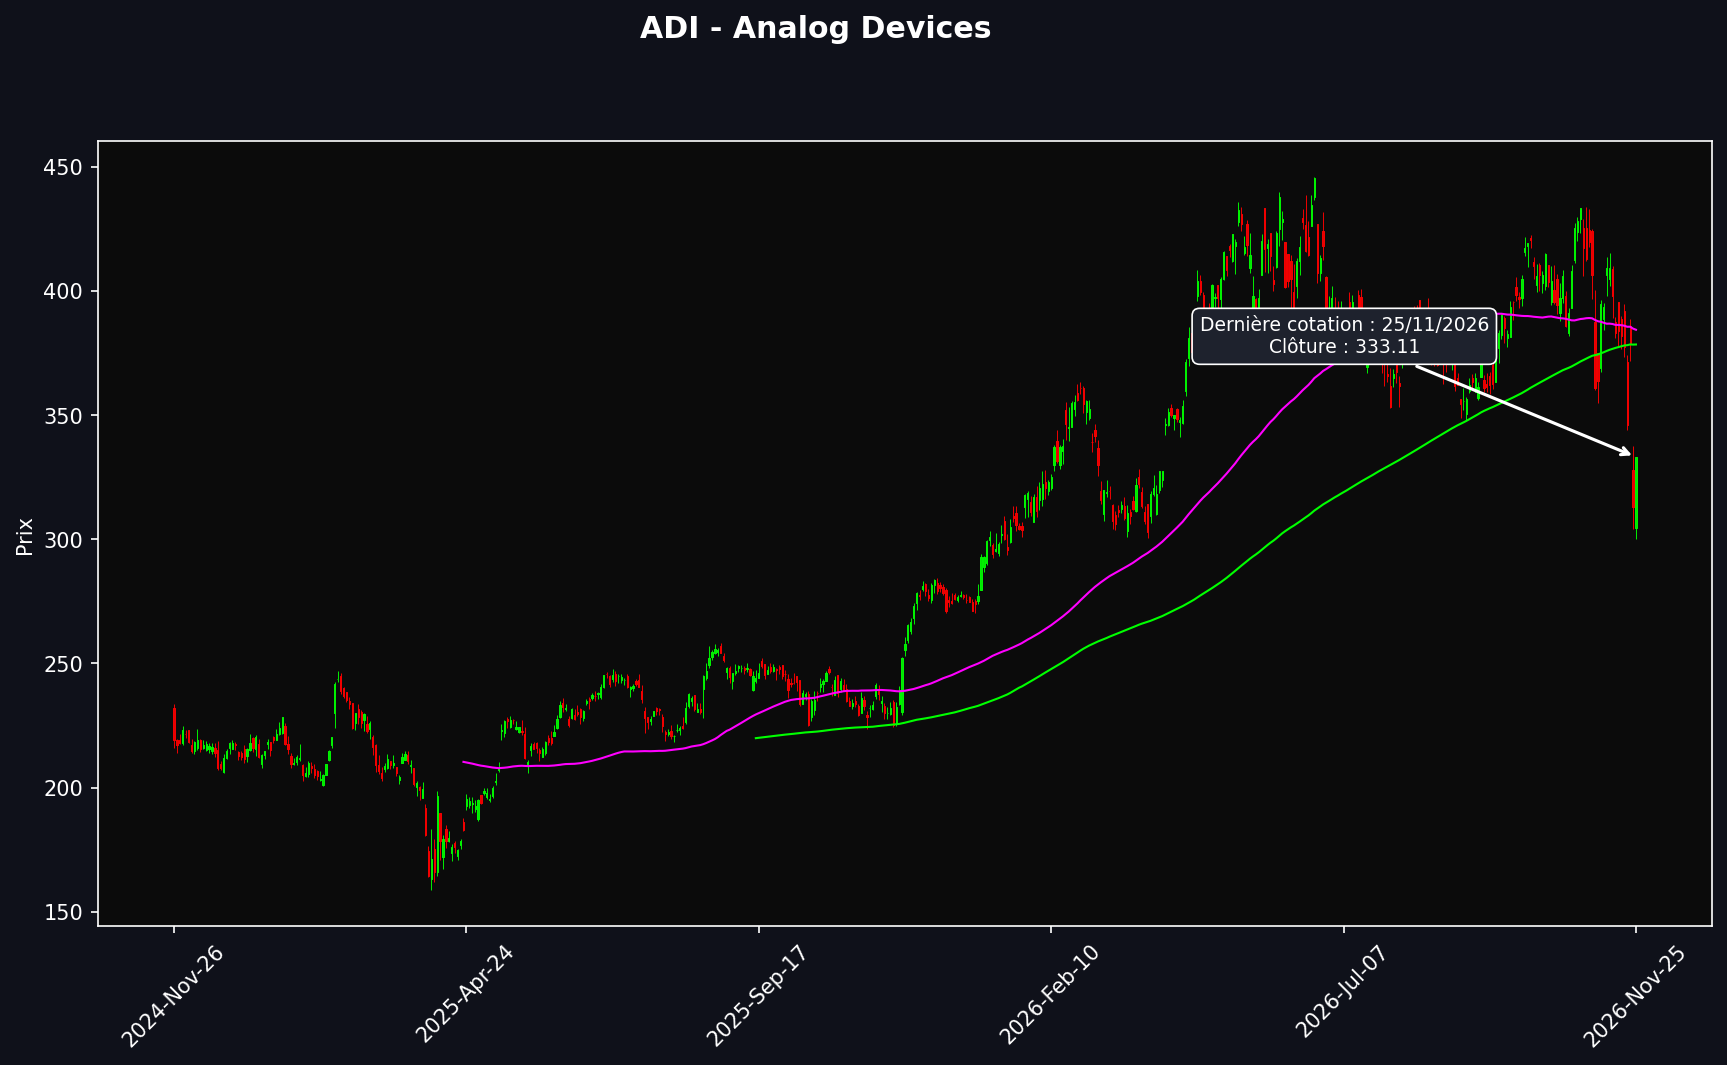 ADI - Analog Devices
450
400
350
300
250
200
150
Prix
Dernière cotation : 25/11/2026
Clôture : 333.11
2024-Nov-26
2025-Apr-24
2025-Sep-17
2026-Feb-10
2026-Jul-07
2026-Nov-25